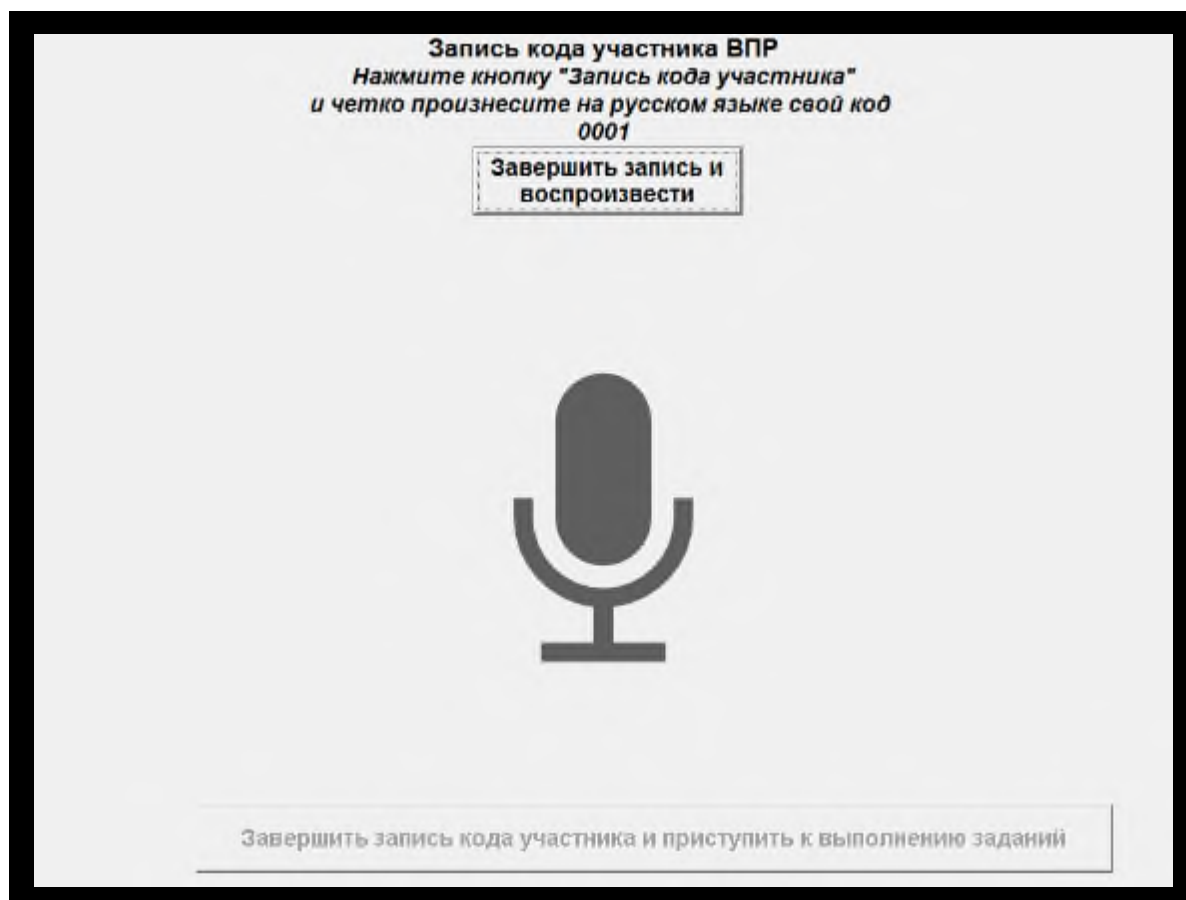 Запись кода участника ВПР
Нажмите кнопку "Запись кода участника"
и четко произнесите на русском языке свой код
0001
Завершить запись и
воспроизвести
Завершить запись кода участника и приступить к выполнению заданий